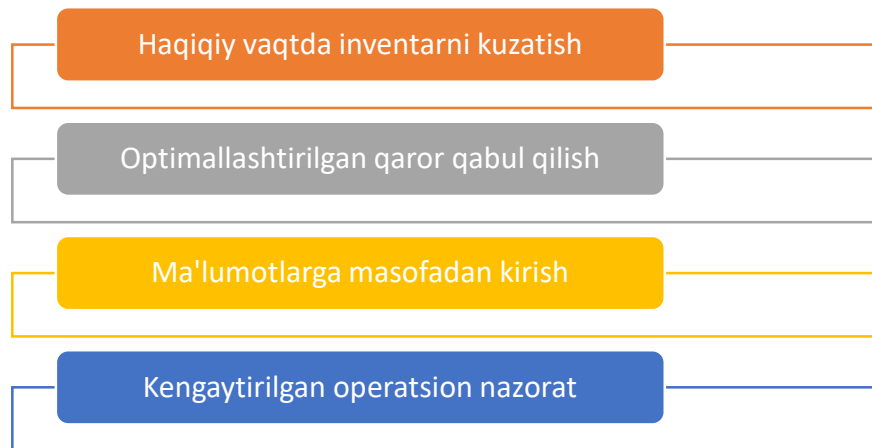 Haqiqiy vaqtda inventarni kuzatish
Optimallashtirilgan qaror qabul qilish
Ma'lumotlarga masofadan kirish
Kengaytirilgan operatsion nazorat